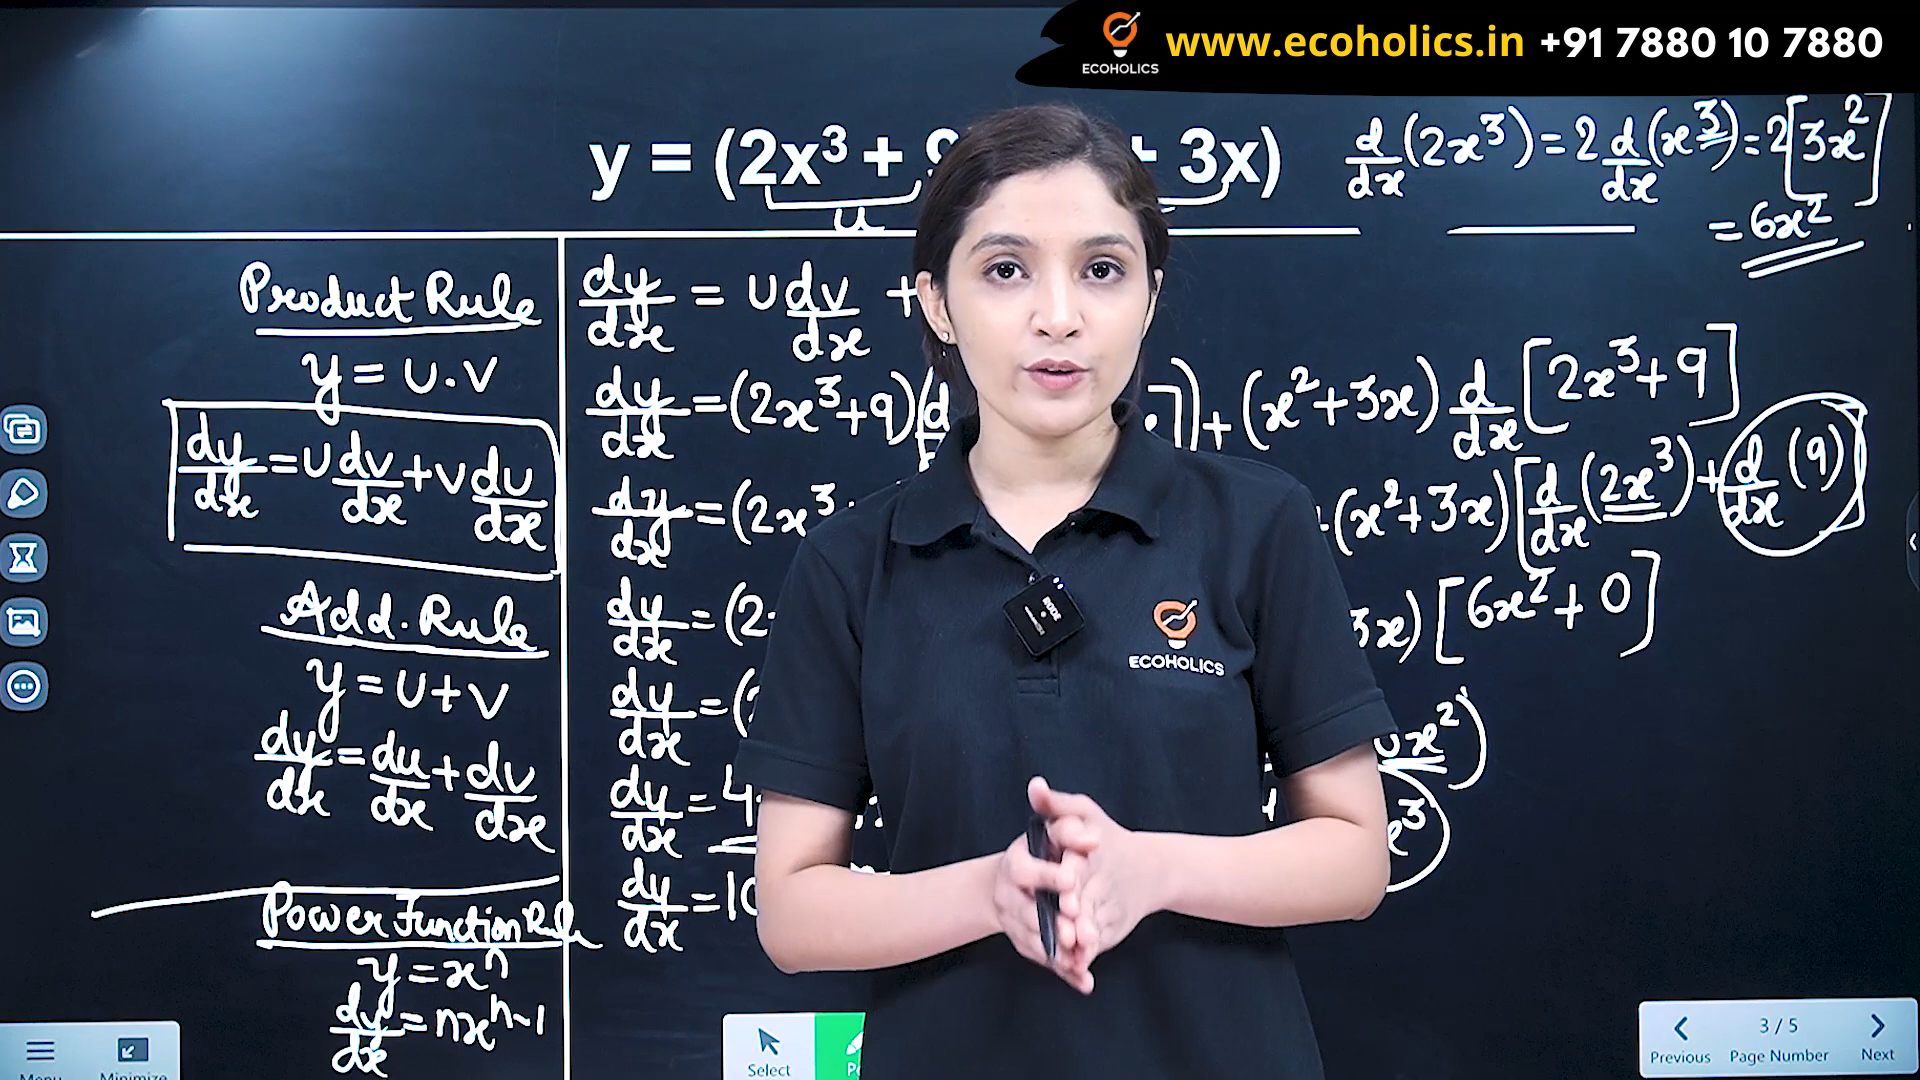 www.ecoholics.in +91 7880 10 7880
ECOHOLICS
y = (2x³ + 9 + 3x)
u
d/dx (2x³) = 2 d/dx (x³) = 2[3x²]
= 6x²
Product Rule
y = u.v
dy/dx = u dv/dx + v du/dx
Add. Rule
y = u+v
dy/dx = du/dx + dv/dx
Power Function Rule
y = xⁿ
dy/dx = nxⁿ⁻¹
dy/dx = u dv/dx +
dy/dx = (2x³+9)(d ]) + (x²+3x) d/dx [2x³+9]
dy/dx = (2x³ (x²+3x)[d/dx (2x³) + d/dx (9)]
dy/dx = (2 3x)[6x²+0]
dy/dx = ( x²)
dy/dx = 4 x³
dy/dx = 10
ECOHOLICS
Menu
Minimize
Select
3 / 5
Previous Page Number Next